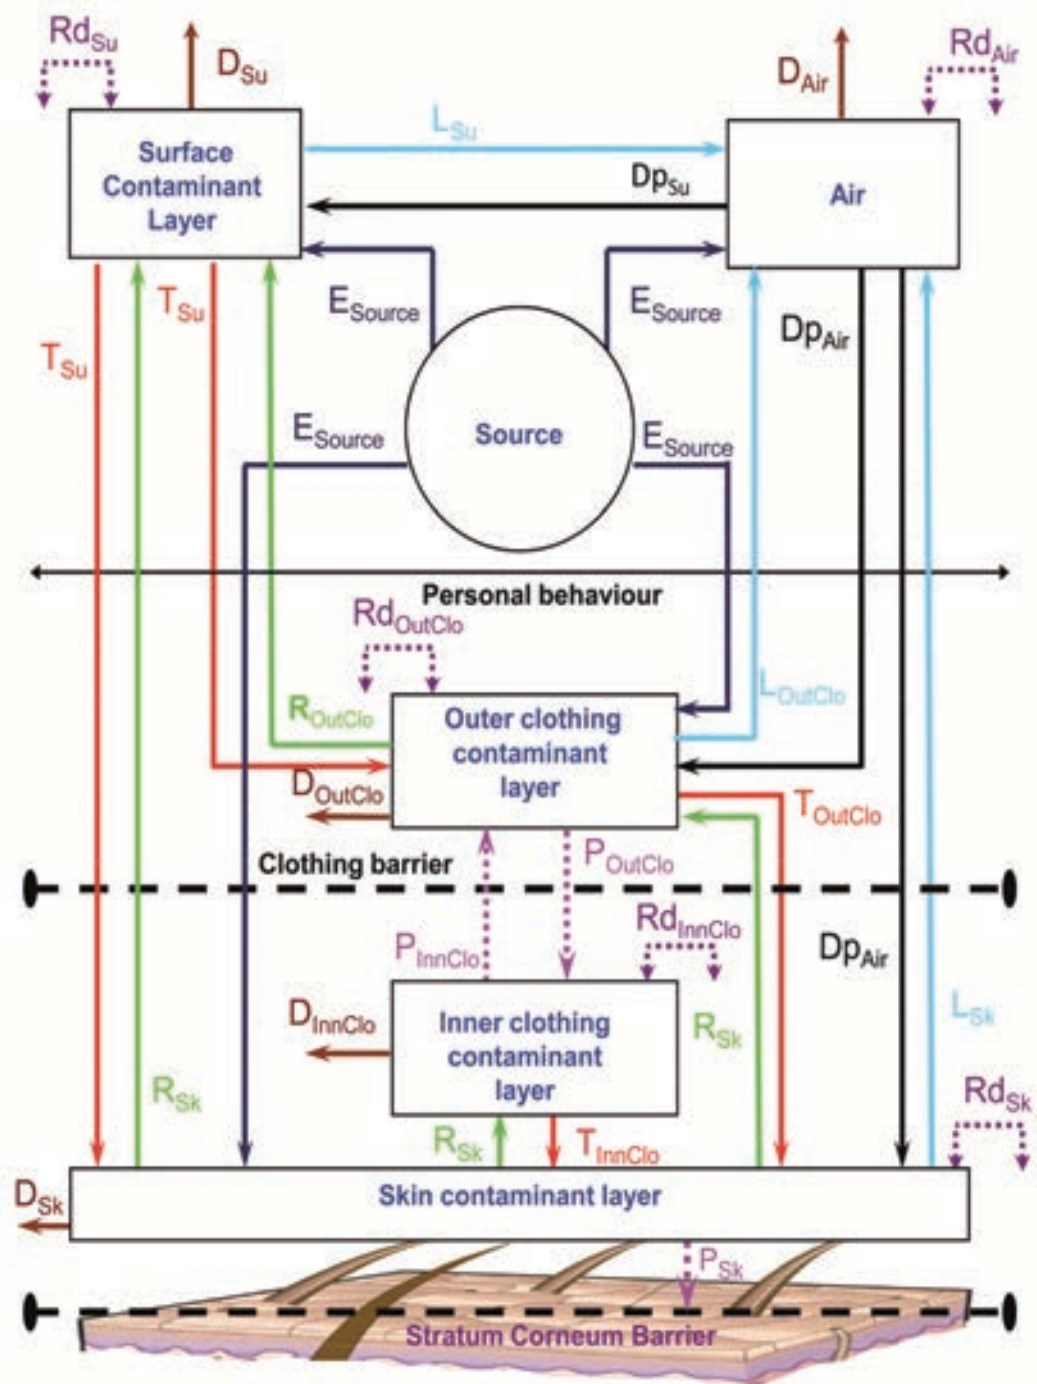 Rd_Su
D_Su
D_Air
Rd_Air
L_Su
Surface
Contaminant
Layer
Dp_Su
Air
E_Source
E_Source
T_Su
T_Su
Dp_Air
E_Source
Source
E_Source
Personal behaviour
Rd_OutClo
R_OutClo
Outer clothing
contaminant
layer
L_OutClo
D_OutClo
T_OutClo
P_OutClo
Clothing barrier
P_InnClo
Rd_InnClo
Dp_Air
D_InnClo
Inner clothing
contaminant
layer
R_Sk
L_Sk
R_Sk
R_Sk
T_InnClo
Rd_Sk
D_Sk
Skin contaminant layer
P_Sk
Stratum Corneum Barrier